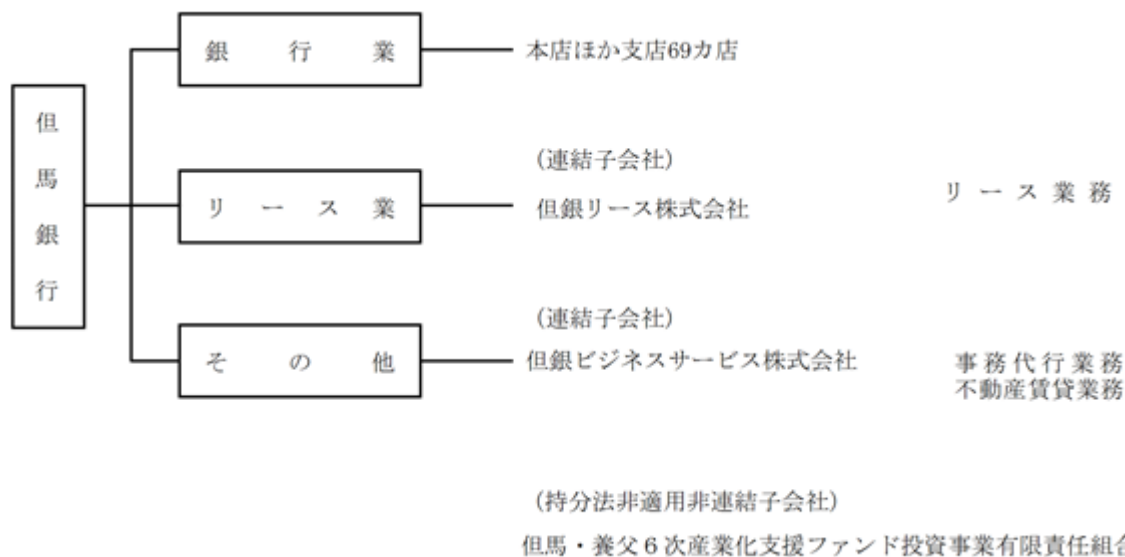 但馬銀行
銀行業
本店ほか支店69カ店
(連結子会社)
リース業
但銀リース株式会社
リース業務
(連結子会社)
その他
但銀ビジネスサービス株式会社
事務代行業務
不動産賃貸業務
(持分法非適用非連結子会社)
但馬・養父6次産業化支援ファンド投資事業有限責任組合